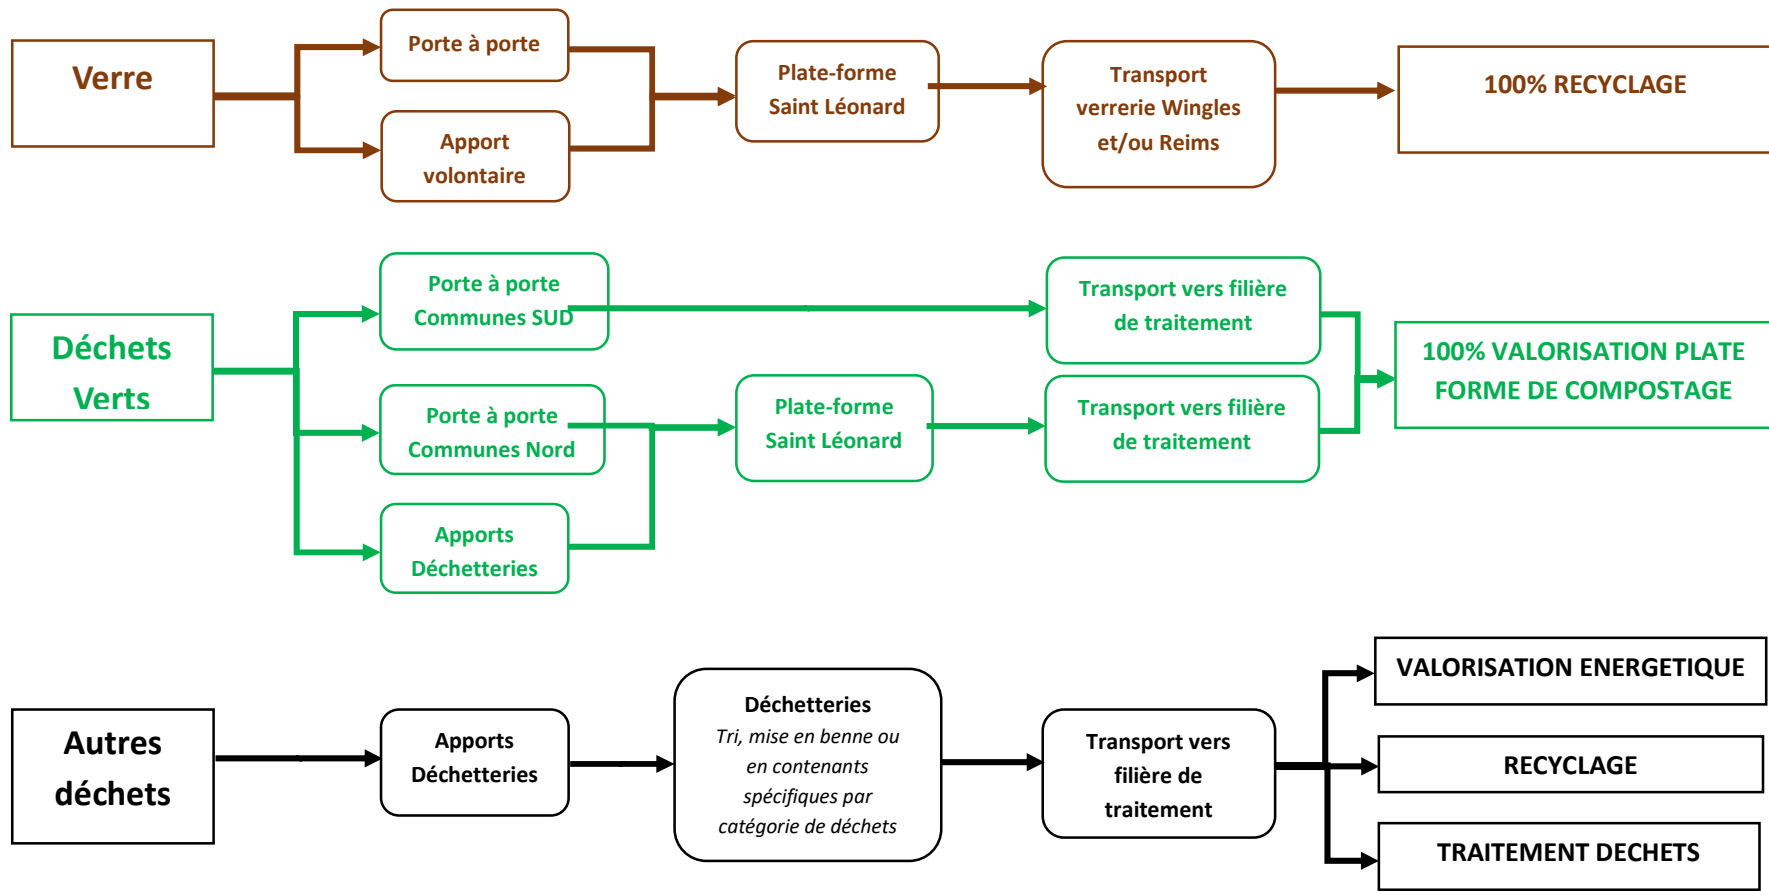 Verre
Porte à porte
Apport
volontaire
Plate-forme
Saint Léonard
Transport
verrerie Wingles
et/ou Reims
100% RECYCLAGE
Déchets
Verts
Porte à porte
Communes SUD
Transport vers filière
de traitement
Porte à porte
Communes Nord
Apports
Déchetteries
Plate-forme
Saint Léonard
Transport vers filière
de traitement
100% VALORISATION PLATE
FORME DE COMPOSTAGE
Autres
déchets
Apports
Déchetteries
Déchetteries
Tri, mise en benne ou
en contenants
spécifiques par
catégorie de déchets
Transport vers
filière de
traitement
VALORISATION ENERGETIQUE
RECYCLAGE
TRAITEMENT DECHETS